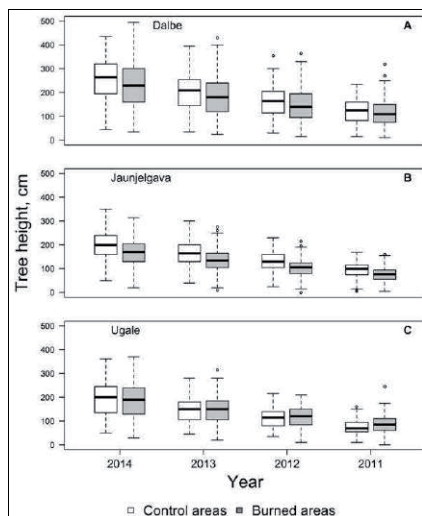 Dalbe A
500
400
300
200
100
0
Jaunjelgava B
500
400
300
200
100
0
Ugale C
500
400
300
200
100
0
Tree height, cm
2014 2013 2012 2011
Year
Control areas Burned areas